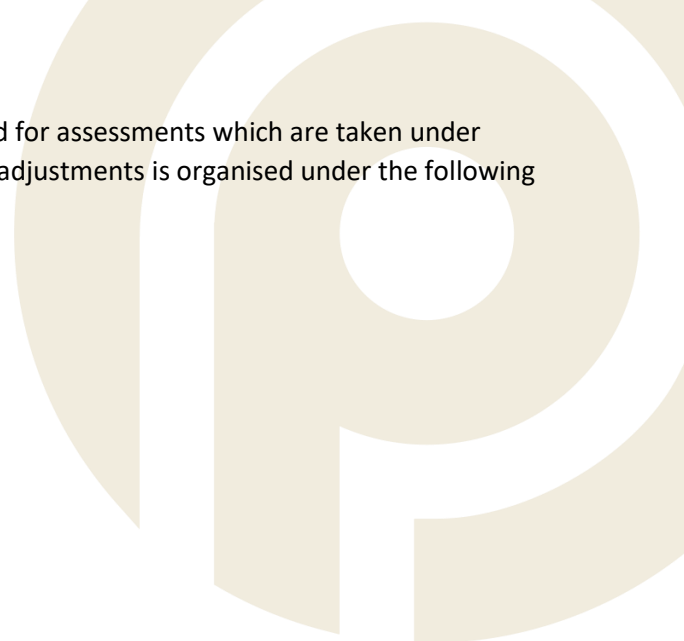 for assessments which are taken under
adjustments is organised under the following